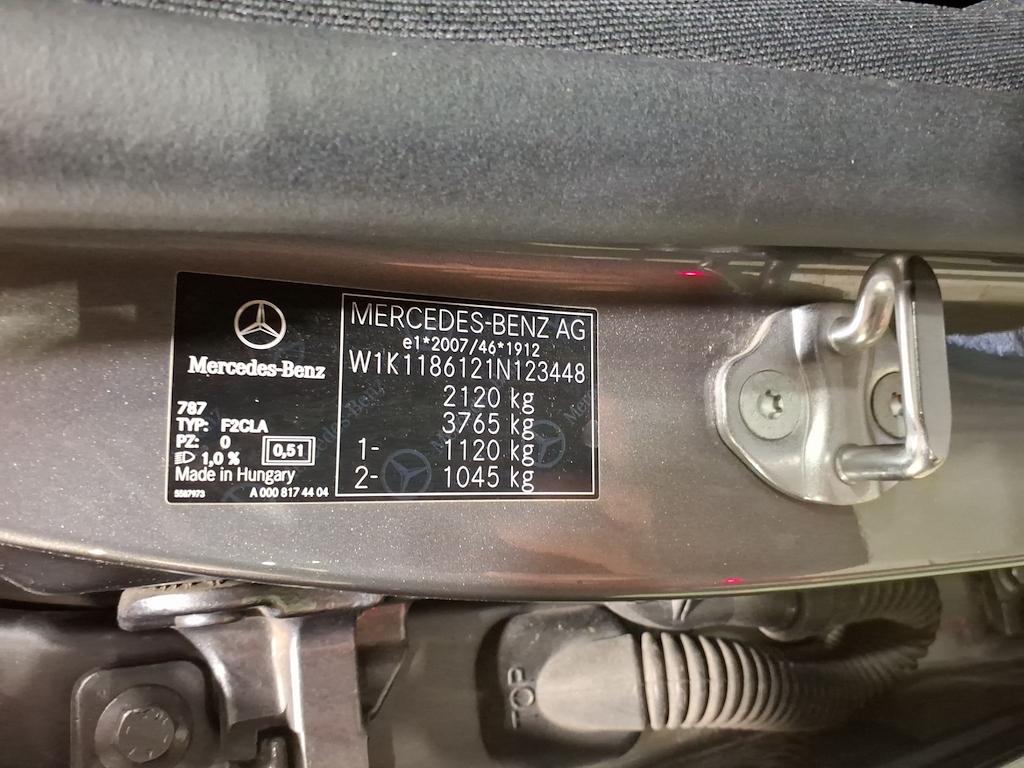 Mercedes-Benz
787
TYP: F2CLA
PZ: 0
1,0 % 0,51
Made in Hungary
5587973 A 000 817 44 04
MERCEDES-BENZ AG
e1*2007/46*1912
W1K1186121N123448
2120 kg
3765 kg
1- 1120 kg
2- 1045 kg
TOP